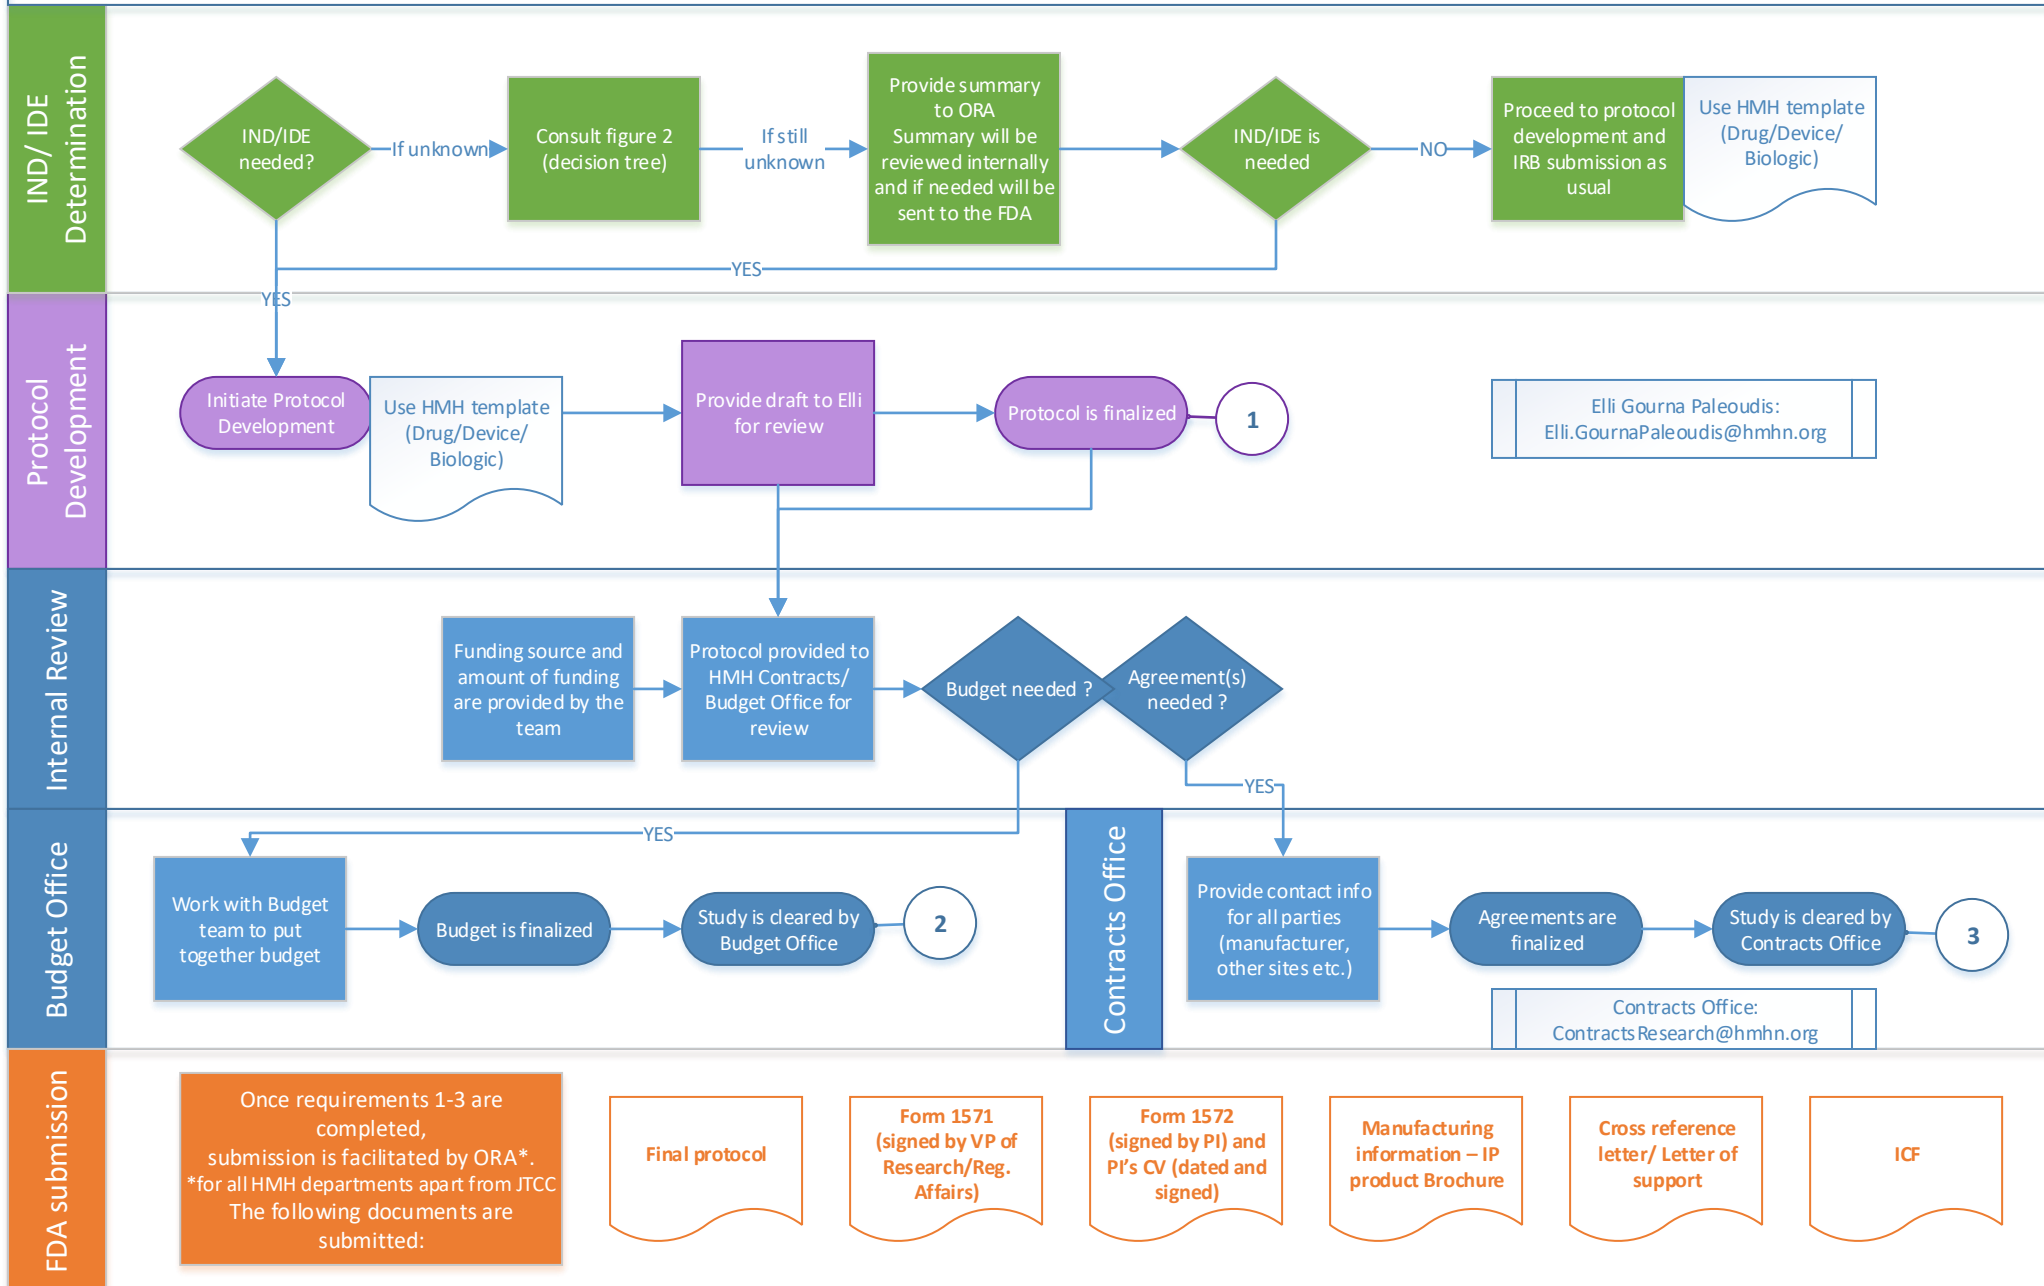 IND/ IDE
Determination
IND/IDE
needed?
If unknown
Consult figure 2
(decision tree)
If still
unknown
Provide summary
to ORA
Summary will be
reviewed internally
and if needed will be
sent to the FDA
IND/IDE is
needed
NO
Proceed to protocol
development and
IRB submission as
usual
Use HMH template
(Drug/Device/
Biologic)
YES
YES
Protocol
Development
Initiate Protocol
Development
Use HMH template
(Drug/Device/
Biologic)
Provide draft to Elli
for review
Protocol is finalized
1
Elli Gourna Paleoudis:
Elli.GournaPaleoudis@hmhn.org
Internal Review
Funding source and
amount of funding
are provided by the
team
Protocol provided to
HMH Contracts/
Budget Office for
review
Budget needed ?
Agreement(s)
needed ?
YES
YES
Budget Office
Work with Budget
team to put
together budget
Budget is finalized
Study is cleared by
Budget Office
2
Contracts Office
Provide contact info
for all parties
(manufacturer,
other sites etc.)
Agreements are
finalized
Study is cleared by
Contracts Office
3
Contracts Office:
ContractsResearch@hmhn.org
FDA submission
Once requirements 1-3 are
completed,
submission is facilitated by ORA*.
*for all HMH departments apart from JTCC
The following documents are
submitted:
Final protocol
Form 1571
(signed by VP of
Research/Reg.
Affairs)
Form 1572
(signed by PI) and
PI’s CV (dated and
signed)
Manufacturing
information – IP
product Brochure
Cross reference
letter/ Letter of
support
ICF